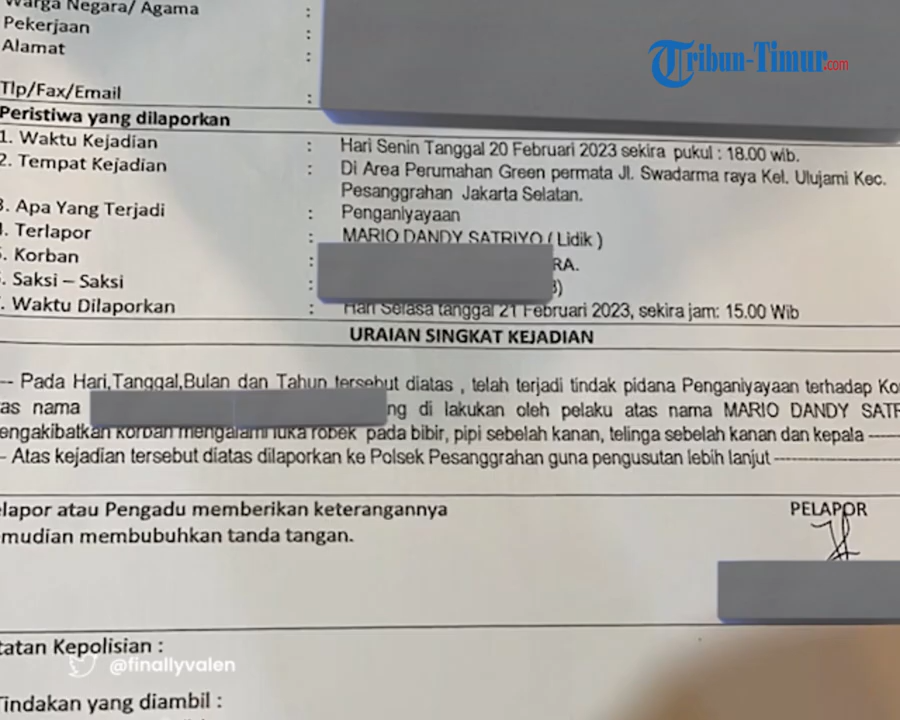 Warga Negara/ Agama :
Pekerjaan :
Alamat :
Tribun-Timur.com
Tlp/Fax/Email :
Peristiwa yang dilaporkan
1. Waktu Kejadian : Hari Senin Tanggal 20 Februari 2023 sekira pukul : 18.00 wib.
2. Tempat Kejadian : Di Area Perumahan Green permata Jl. Swadarma raya Kel. Ulujami Kec.
Pesanggrahan Jakarta Selatan.
3. Apa Yang Terjadi : Penganiyayaan
. Terlapor : MARIO DANDY SATRIYO ( Lidik )
. Korban : RA.
. Saksi – Saksi : )
. Waktu Dilaporkan : Hari Selasa tanggal 21 Februari 2023, sekira jam: 15.00 Wib
URAIAN SINGKAT KEJADIAN
-- Pada Hari,Tanggal,Bulan dan Tahun tersebut diatas , telah terjadi tindak pidana Penganiyayaan terhadap Ko
as nama ng di lakukan oleh pelaku atas nama MARIO DANDY SATR
engakibatkan korban mengalami luka robek pada bibir, pipi sebelah kanan, telinga sebelah kanan dan kepala ------
- Atas kejadian tersebut diatas dilaporkan ke Polsek Pesanggrahan guna pengusutan lebih lanjut ------------------
elapor atau Pengadu memberikan keterangannya
mudian membubuhkan tanda tangan.
PELAPOR
tatan Kepolisian :
@finallyvalen
Tindakan yang diambil :